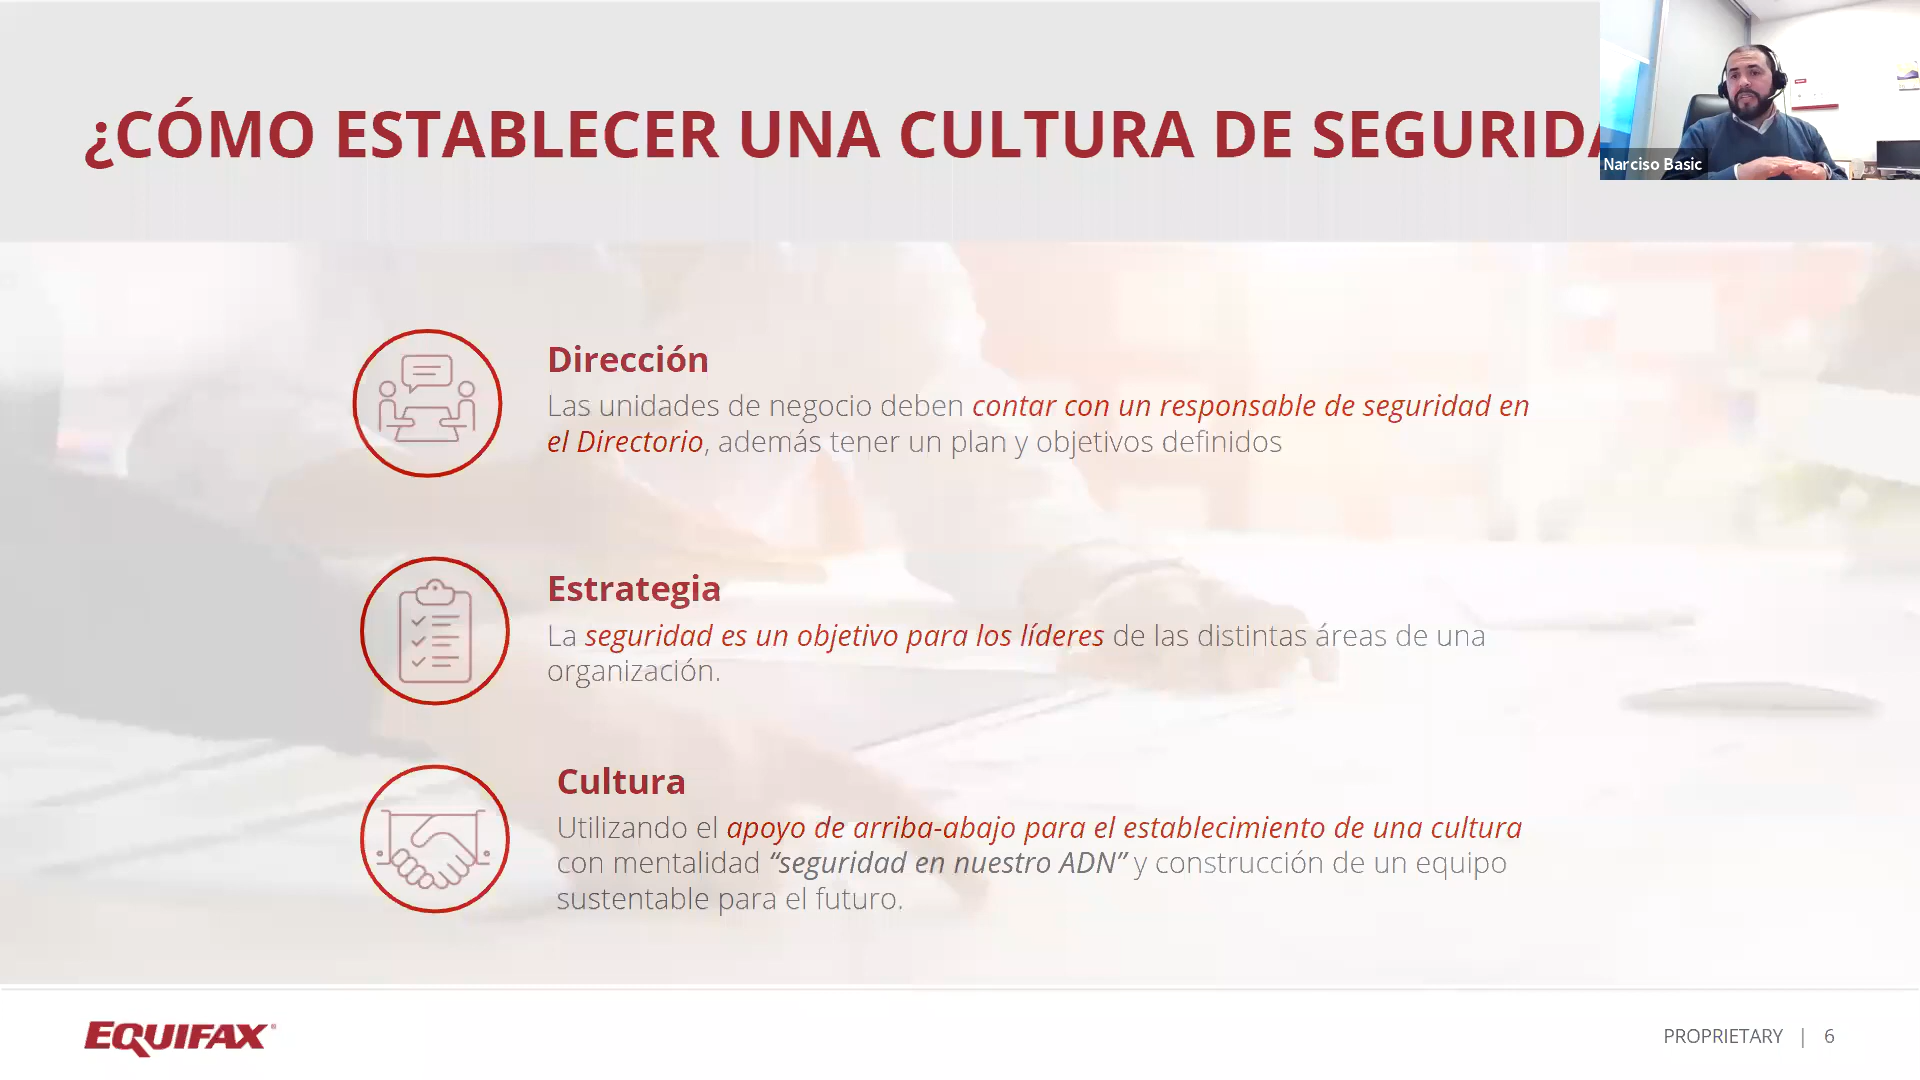 ¿CÓMO ESTABLECER UNA CULTURA DE SEGURIDA
Narciso Basic
Dirección
Las unidades de negocio deben contar con un responsable de seguridad en
el Directorio, además tener un plan y objetivos definidos
Estrategia
La seguridad es un objetivo para los líderes de las distintas áreas de una
organización.
Cultura
Utilizando el apoyo de arriba-abajo para el establecimiento de una cultura
con mentalidad “seguridad en nuestro ADN” y construcción de un equipo
sustentable para el futuro.
EQUIFAX®
PROPRIETARY | 6